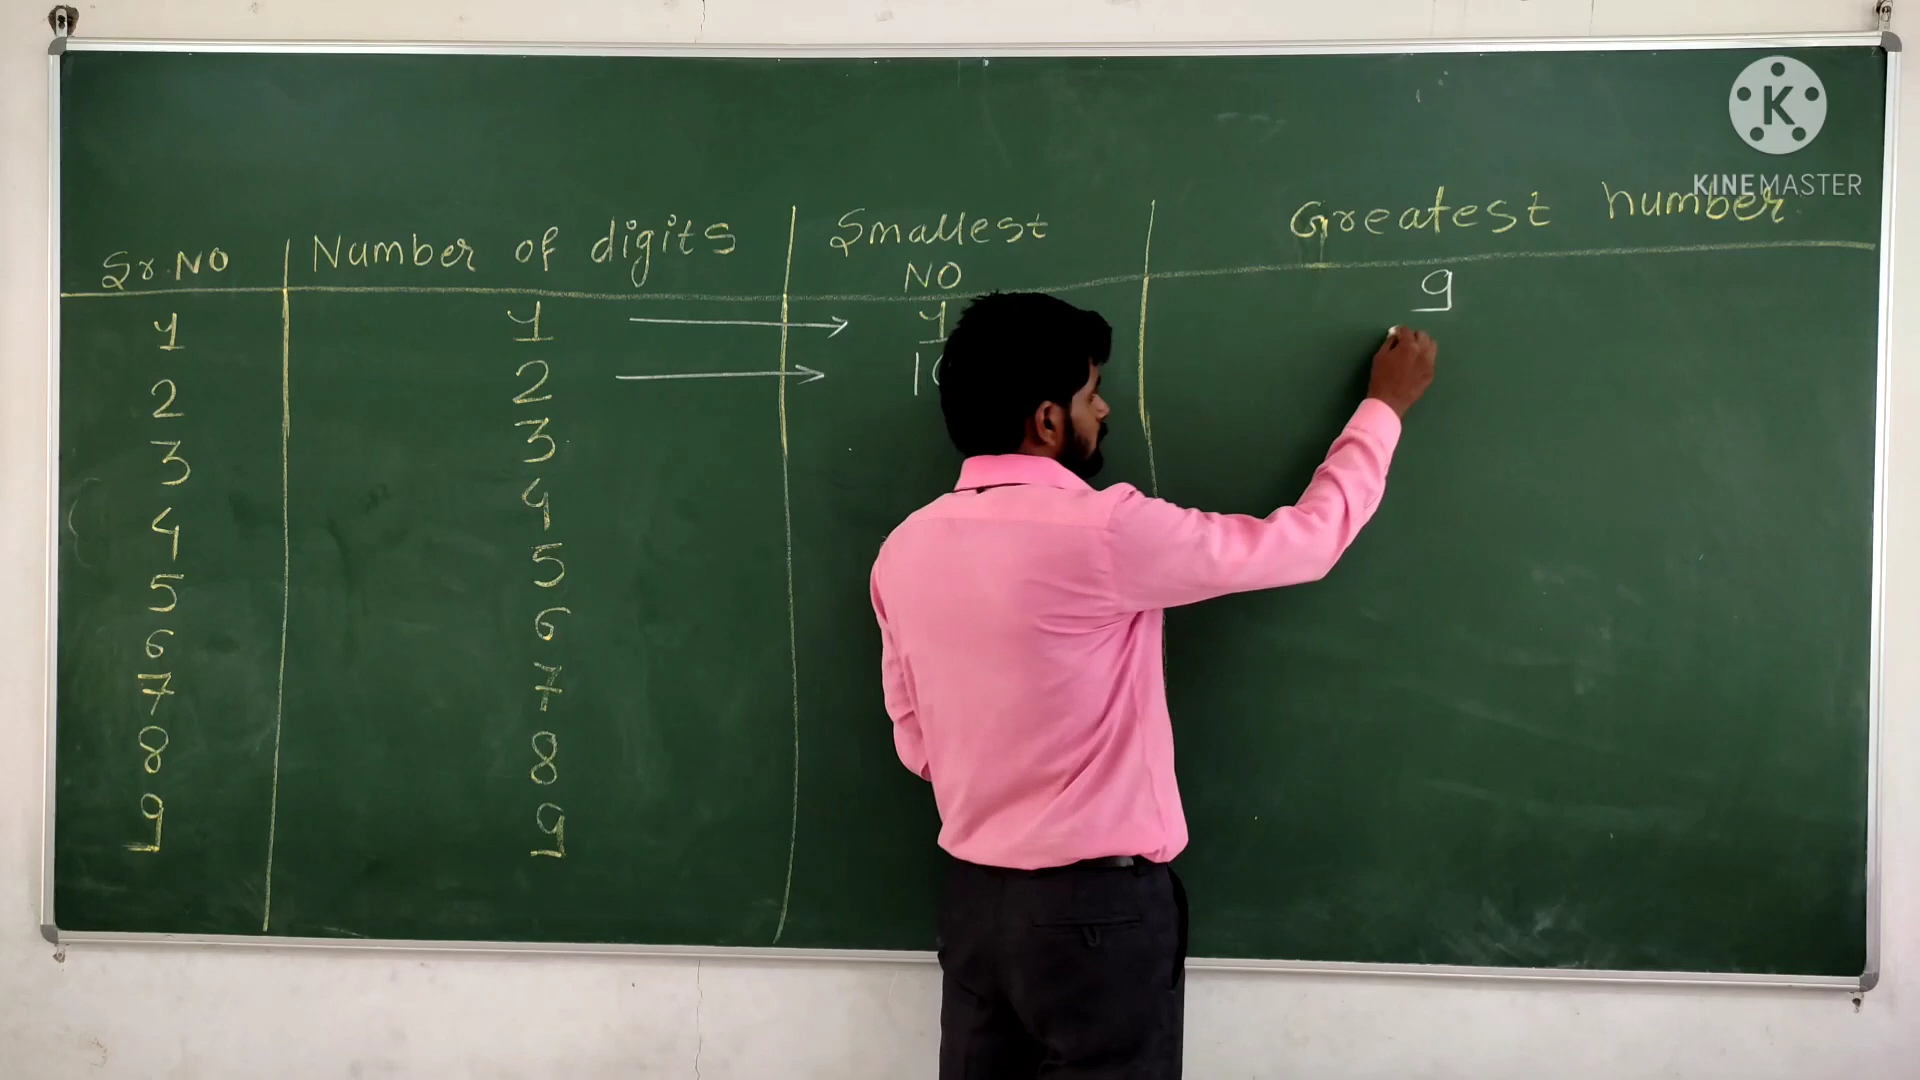 KINEMASTER
Sr.NO Number of digits Smallest NO Greatest number
1 1 1 9
2 2
3 3
4 4
5 5
6 6
7 7
8 8
9 9